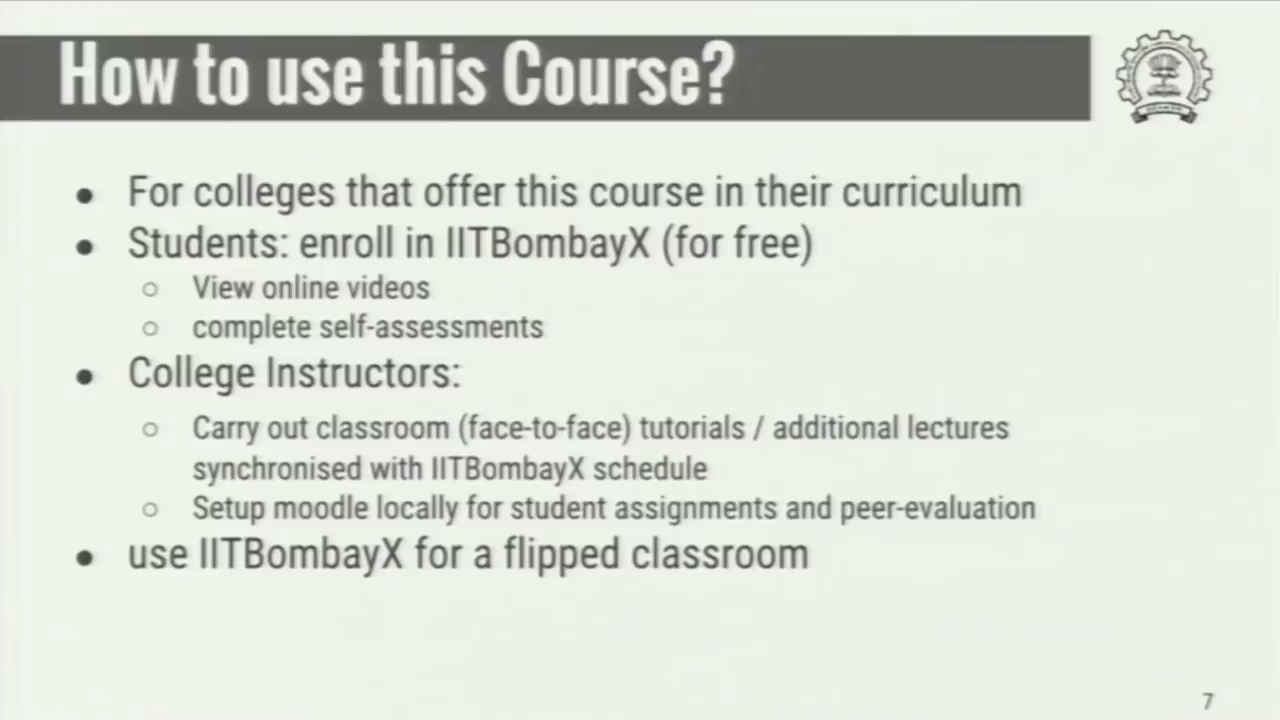 How to use this Course?
● For colleges that offer this course in their curriculum
● Students: enroll in IITBombayX (for free)
○ View online videos
○ complete self-assessments
● College Instructors:
○ Carry out classroom (face-to-face) tutorials / additional lectures
synchronised with IITBombayX schedule
○ Setup moodle locally for student assignments and peer-evaluation
● use IITBombayX for a flipped classroom
7